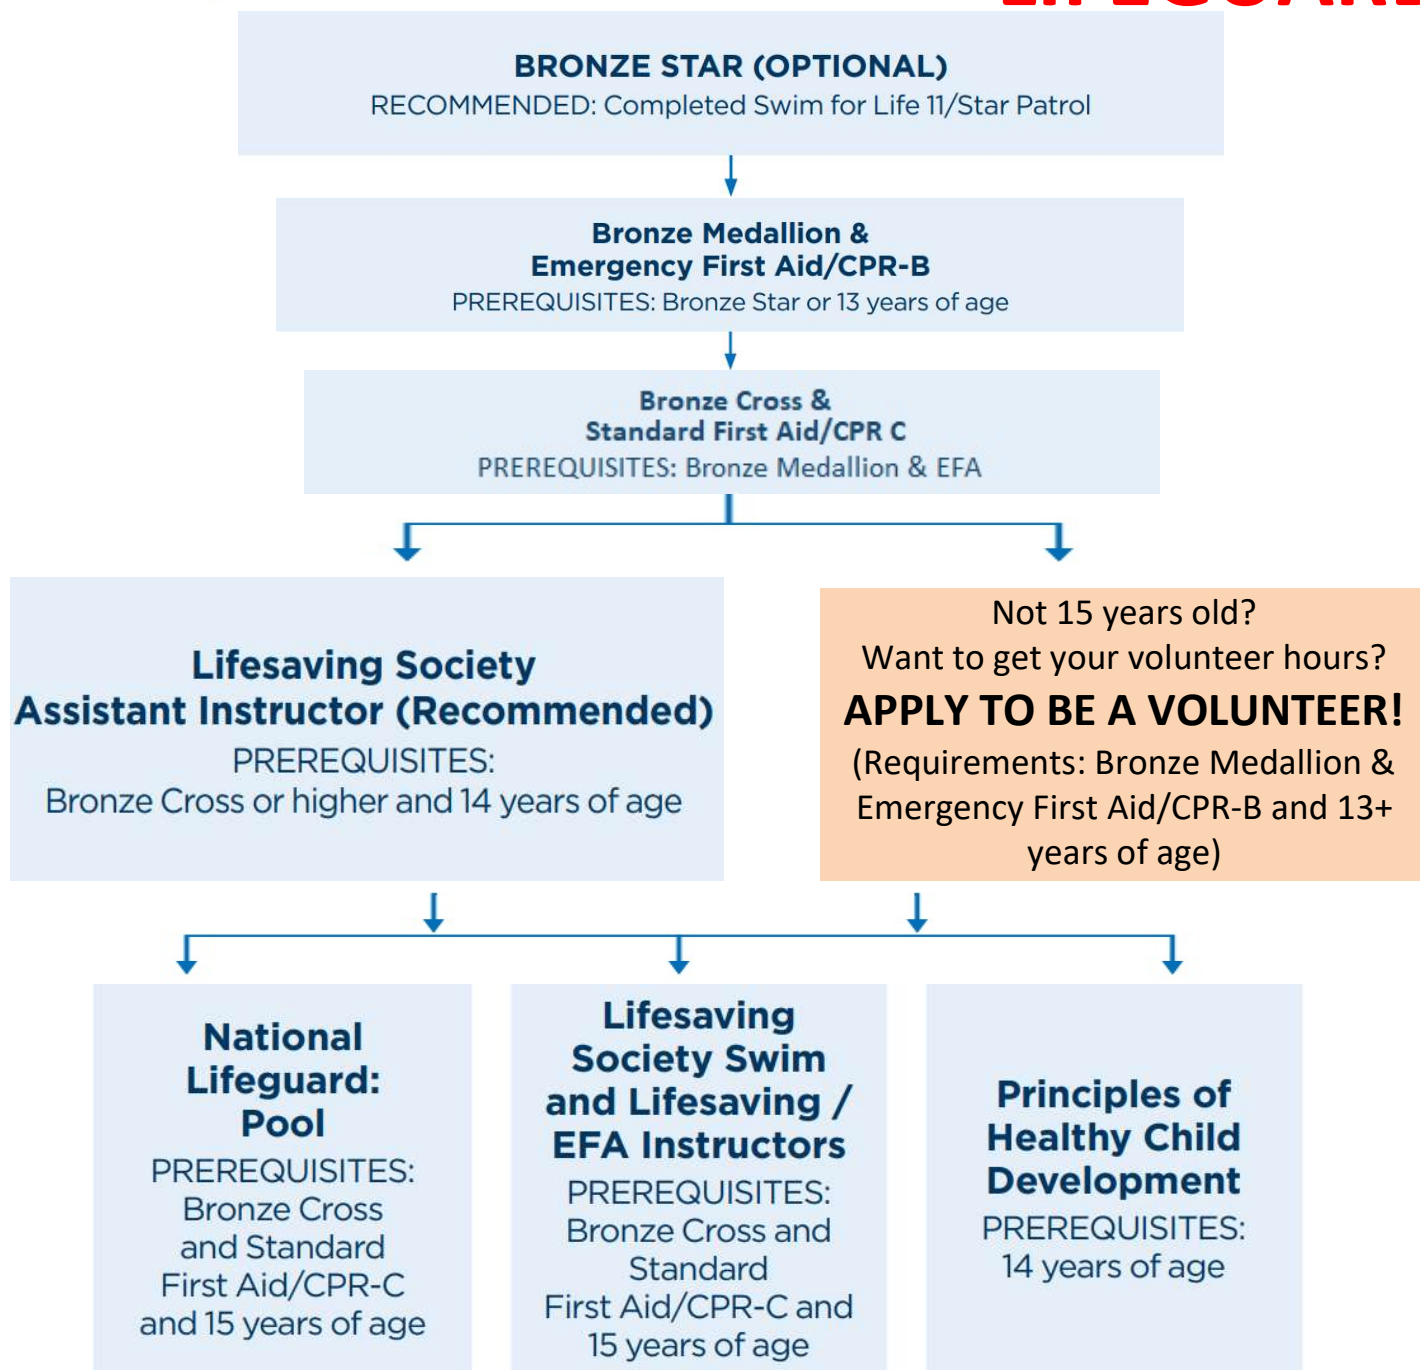 BRONZE STAR (OPTIONAL)
RECOMMENDED: Completed Swim for Life 11/Star Patrol
Bronze Medallion &
Emergency First Aid/CPR-B
PREREQUISITES: Bronze Star or 13 years of age
Bronze Cross &
Standard First Aid/CPR C
PREREQUISITES: Bronze Medallion & EFA
Lifesaving Society
Assistant Instructor (Recommended)
PREREQUISITES:
Bronze Cross or higher and 14 years of age
Not 15 years old?
Want to get your volunteer hours?
APPLY TO BE A VOLUNTEER!
(Requirements: Bronze Medallion &
Emergency First Aid/CPR-B and 13+
years of age)
National
Lifeguard:
Pool
PREREQUISITES:
Bronze Cross
and Standard
First Aid/CPR-C
and 15 years of age
Lifesaving
Society Swim
and Lifesaving /
EFA Instructors
PREREQUISITES:
Bronze Cross and
Standard
First Aid/CPR-C and
15 years of age
Principles of
Healthy Child
Development
PREREQUISITES:
14 years of age